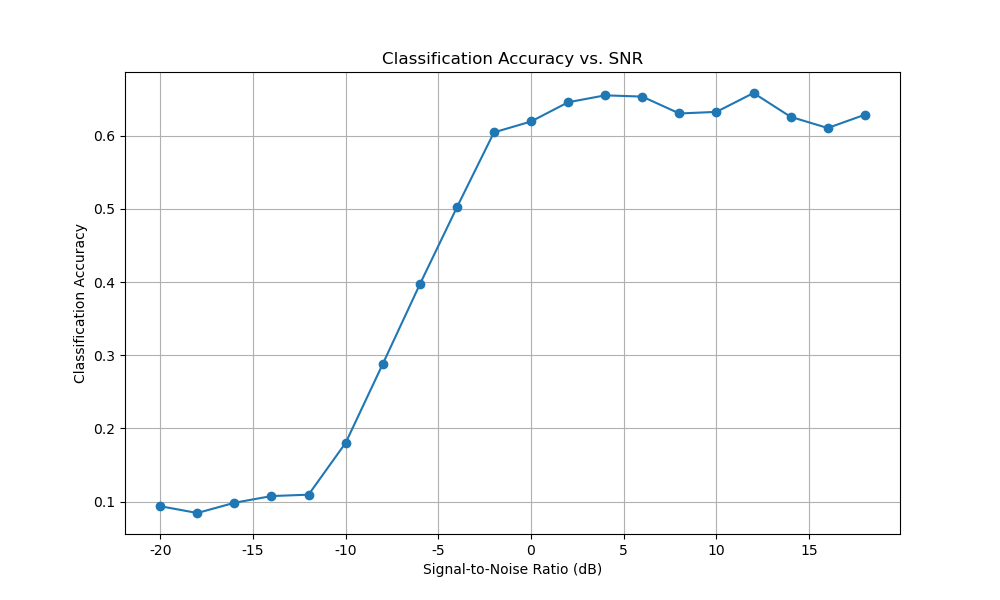 Classification Accuracy vs. SNR
Classification Accuracy
0.6
0.5
0.4
0.3
0.2
0.1
-20 -15 -10 -5 0 5 10 15
Signal-to-Noise Ratio (dB)